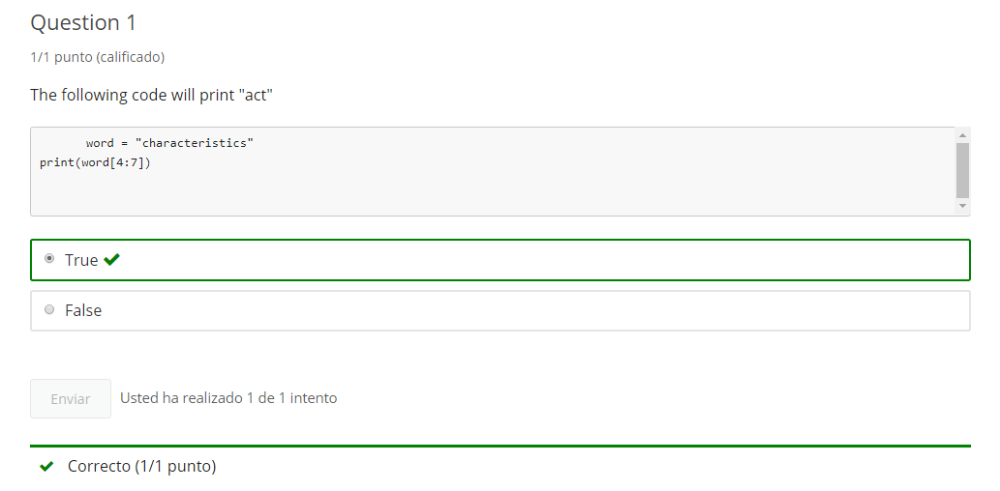 Question 1
1/1 punto (calificado)
The following code will print "act"
word = "characteristics"
print(word[4:7])
True
False
Enviar Usted ha realizado 1 de 1 intento
Correcto (1/1 punto)